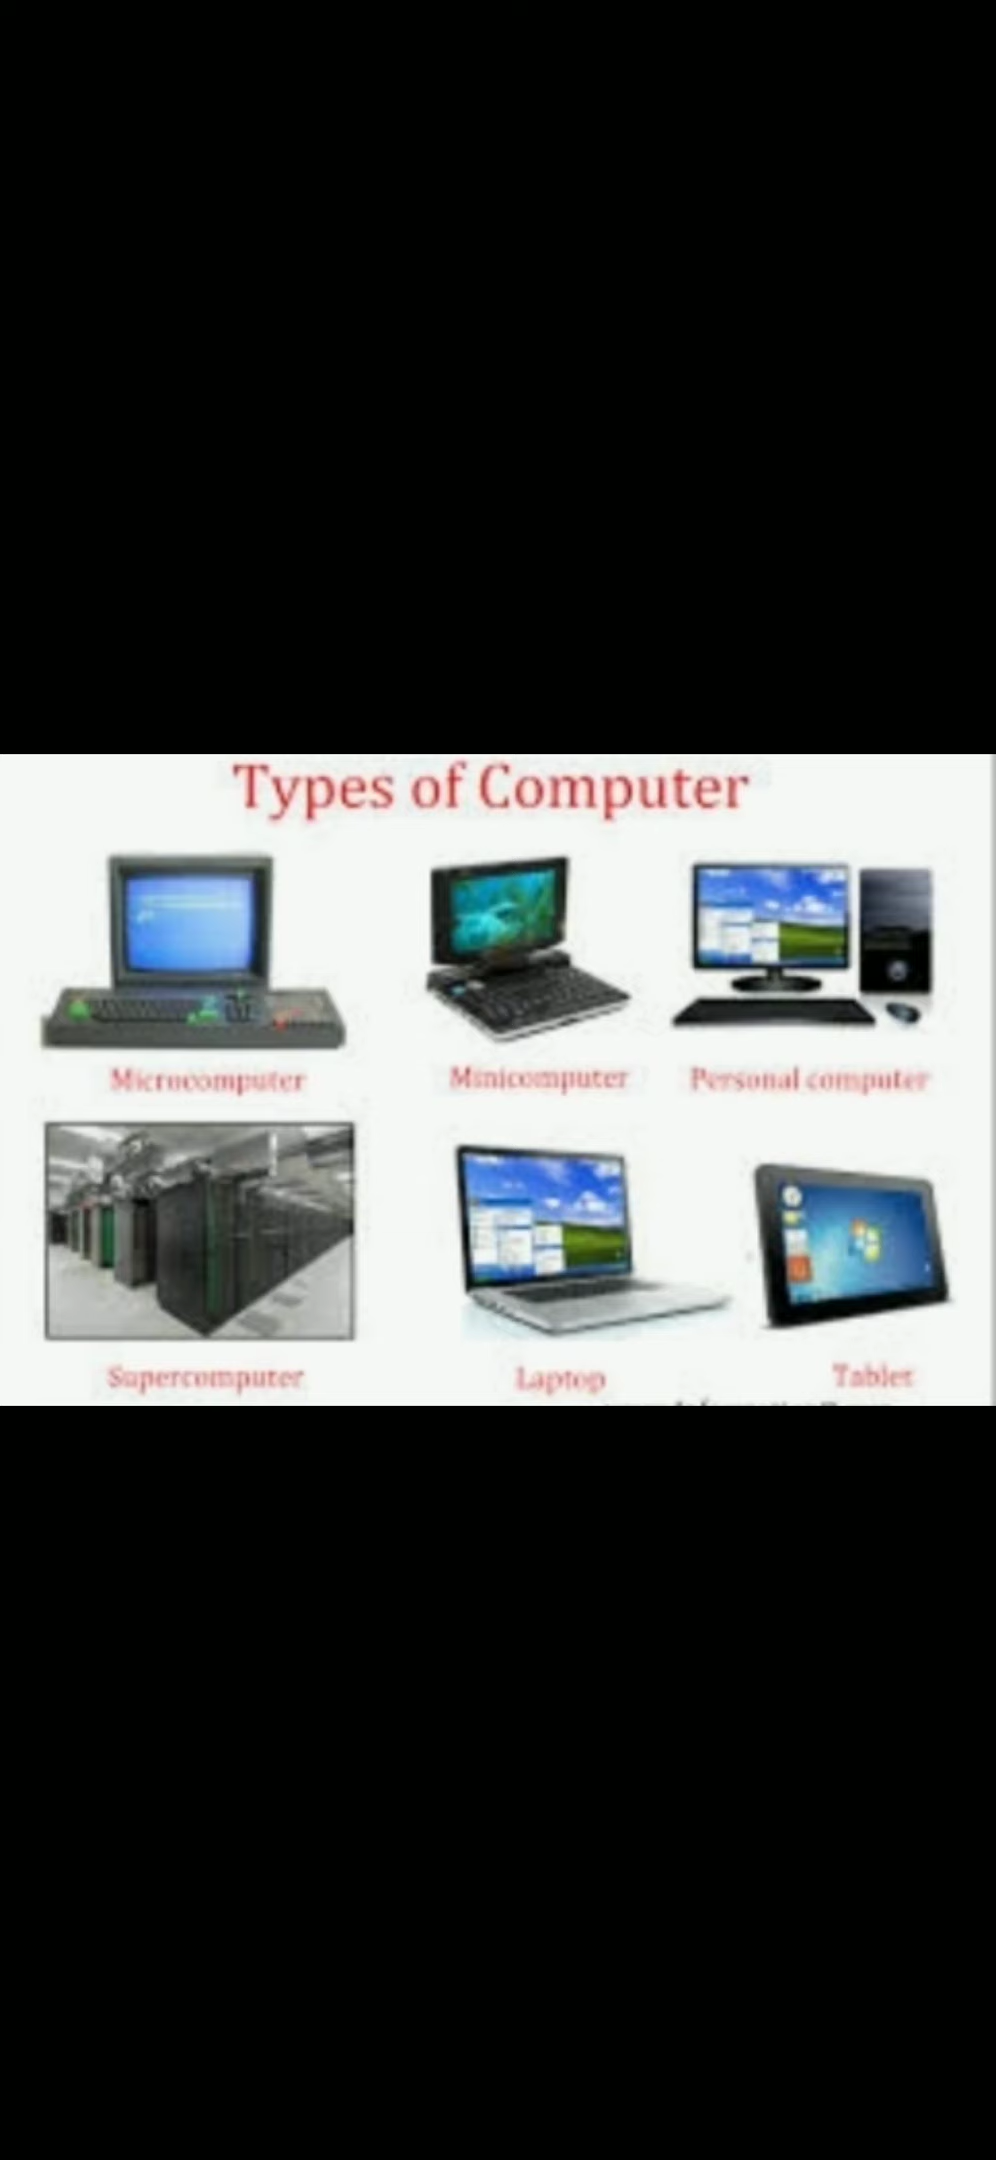 Types of Computer
Microcomputer
Minicomputer
Personal computer
Supercomputer
Laptop
Tablet